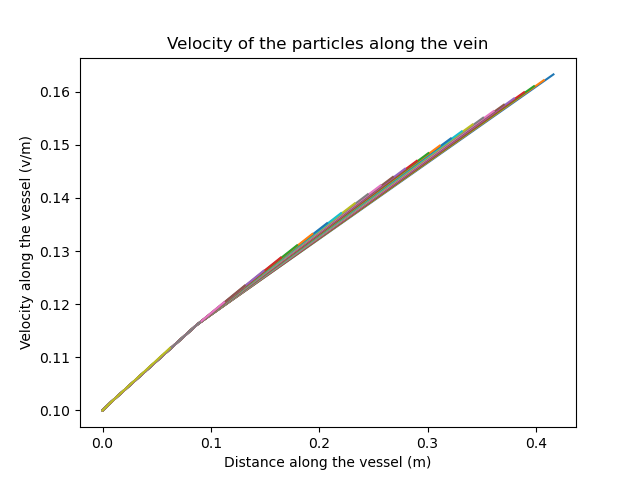 Velocity of the particles along the vein
Velocity along the vessel (v/m)
0.16
0.15
0.14
0.13
0.12
0.11
0.10
0.0 0.1 0.2 0.3 0.4
Distance along the vessel (m)